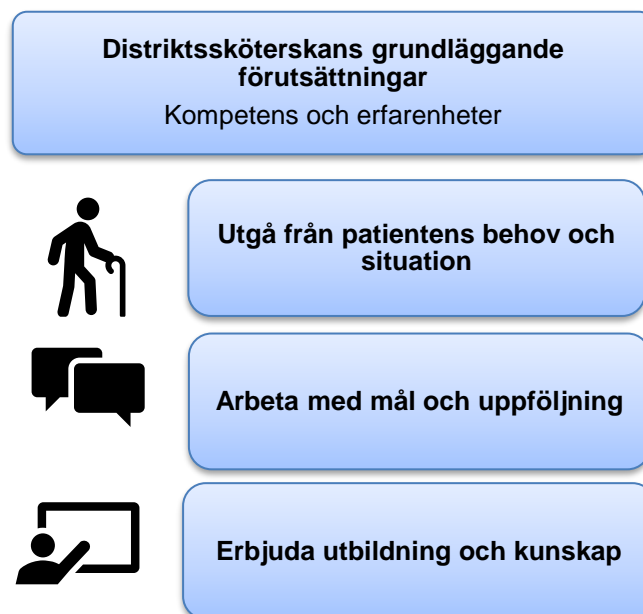 Distriktssköterskans grundläggande
förutsättningar
Kompetens och erfarenheter
Utgå från patientens behov och
situation
Arbeta med mål och uppföljning
Erbjuda utbildning och kunskap